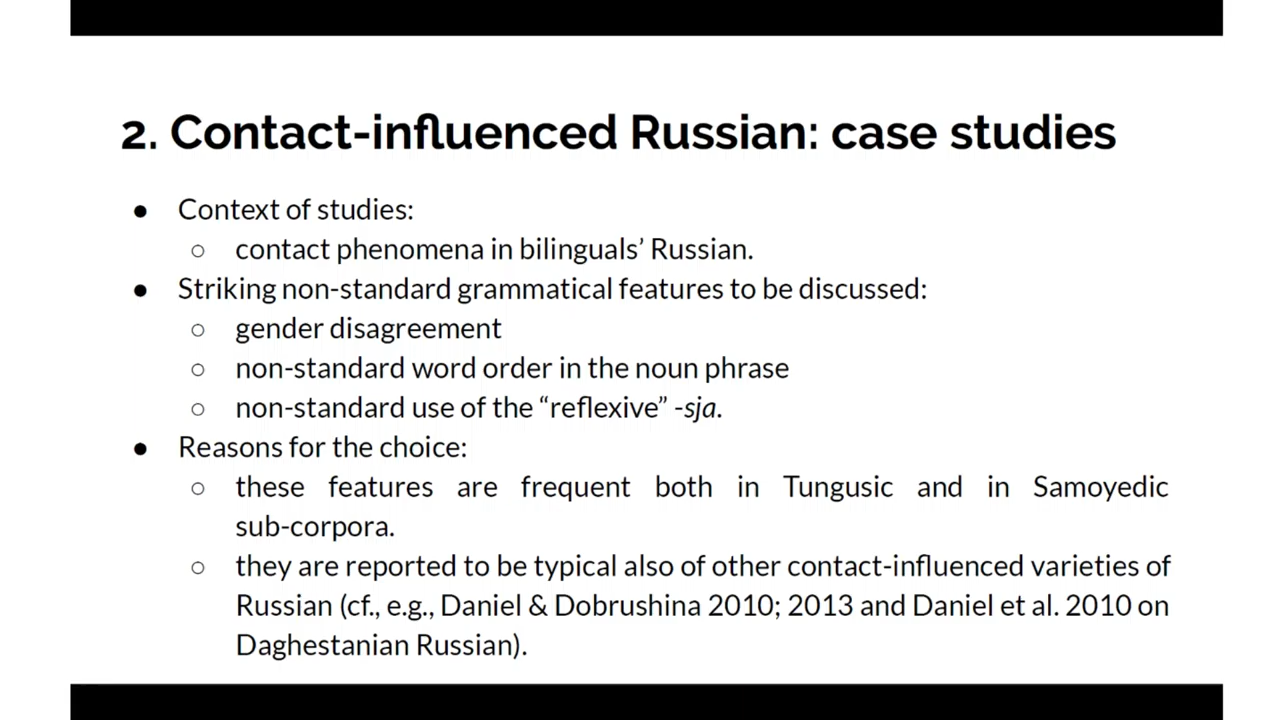 2. Contact-influenced Russian: case studies
● Context of studies:
○ contact phenomena in bilinguals’ Russian.
● Striking non-standard grammatical features to be discussed:
○ gender disagreement
○ non-standard word order in the noun phrase
○ non-standard use of the “reflexive” -sja.
● Reasons for the choice:
○ these features are frequent both in Tungusic and in Samoyedic
sub-corpora.
○ they are reported to be typical also of other contact-influenced varieties of
Russian (cf., e.g., Daniel & Dobrushina 2010; 2013 and Daniel et al. 2010 on
Daghestanian Russian).